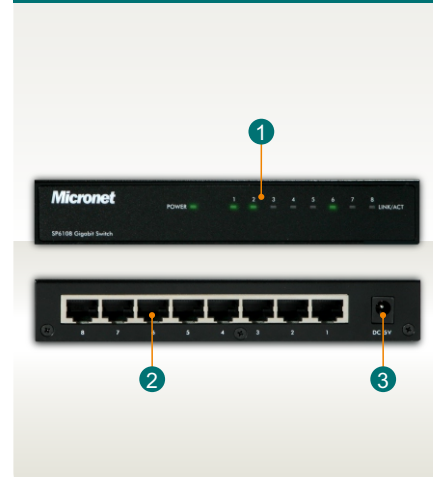 1
Micronet
1 2 3 4 5 6 7 8
POWER LINK/ACT
SP6108 Gigabit Switch
8 7 6 5 4 3 2 1 DC 5V
2 3